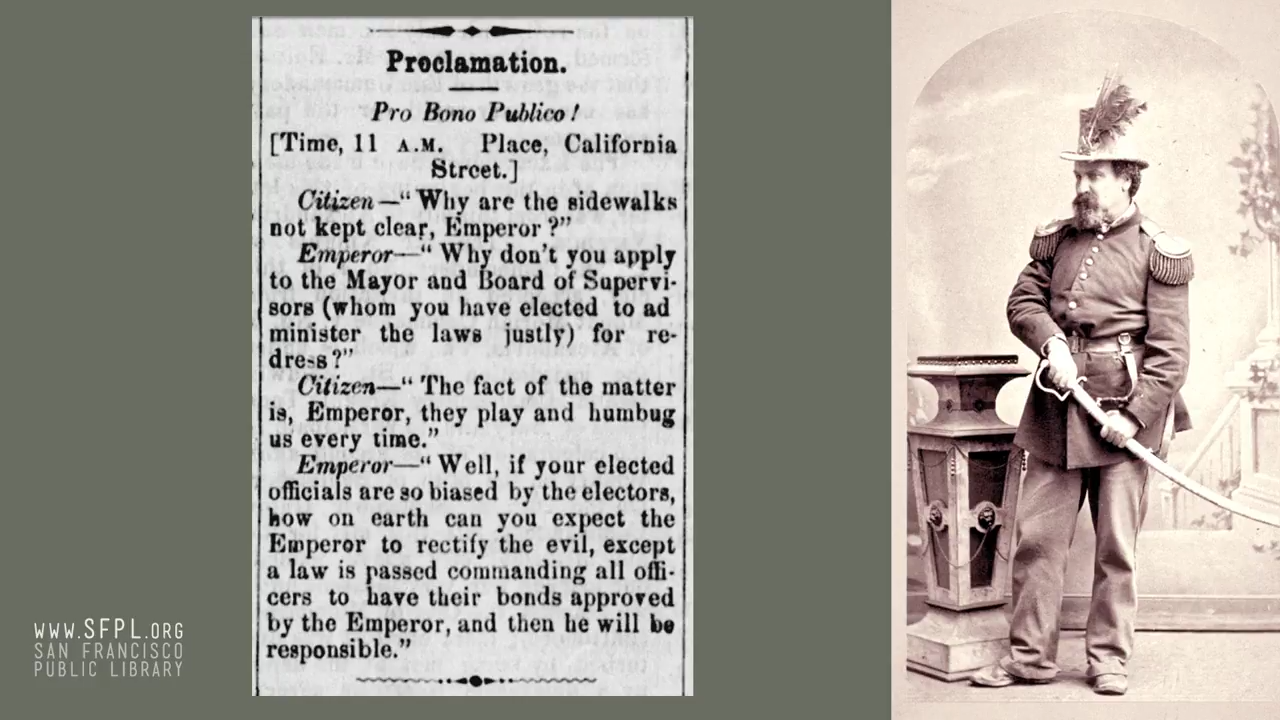 Proclamation.
Pro Bono Publico!
[Time, 11 A.M. Place, California
Street.]
Citizen—“Why are the sidewalks
not kept clear, Emperor?”
Emperor—“Why don't you apply
to the Mayor and Board of Supervi-
sors (whom you have elected to ad
minister the laws justly) for re-
dress?”
Citizen—“The fact of the matter
is, Emperor, they play and humbug
us every time.”
Emperor—“Well, if your elected
officials are so biased by the electors,
how on earth can you expect the
Emperor to rectify the evil, except
a law is passed commanding all offi-
cers to have their bonds approved
by the Emperor, and then he will be
responsible.”
WWW.SFPL.ORG
SAN FRANCISCO
PUBLIC LIBRARY